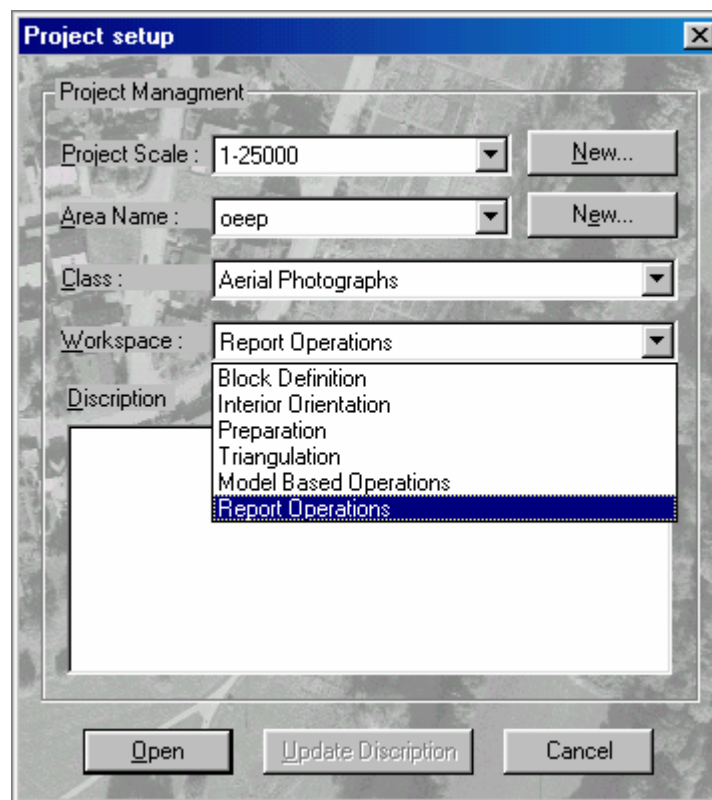 Project setup
Project Managment
Project Scale : 1-25000 New...
Area Name : oeep New...
Class : Aerial Photographs
Workspace : Report Operations
Block Definition
Discription
Interior Orientation
Preparation
Triangulation
Model Based Operations
Report Operations
Open Update Discription Cancel